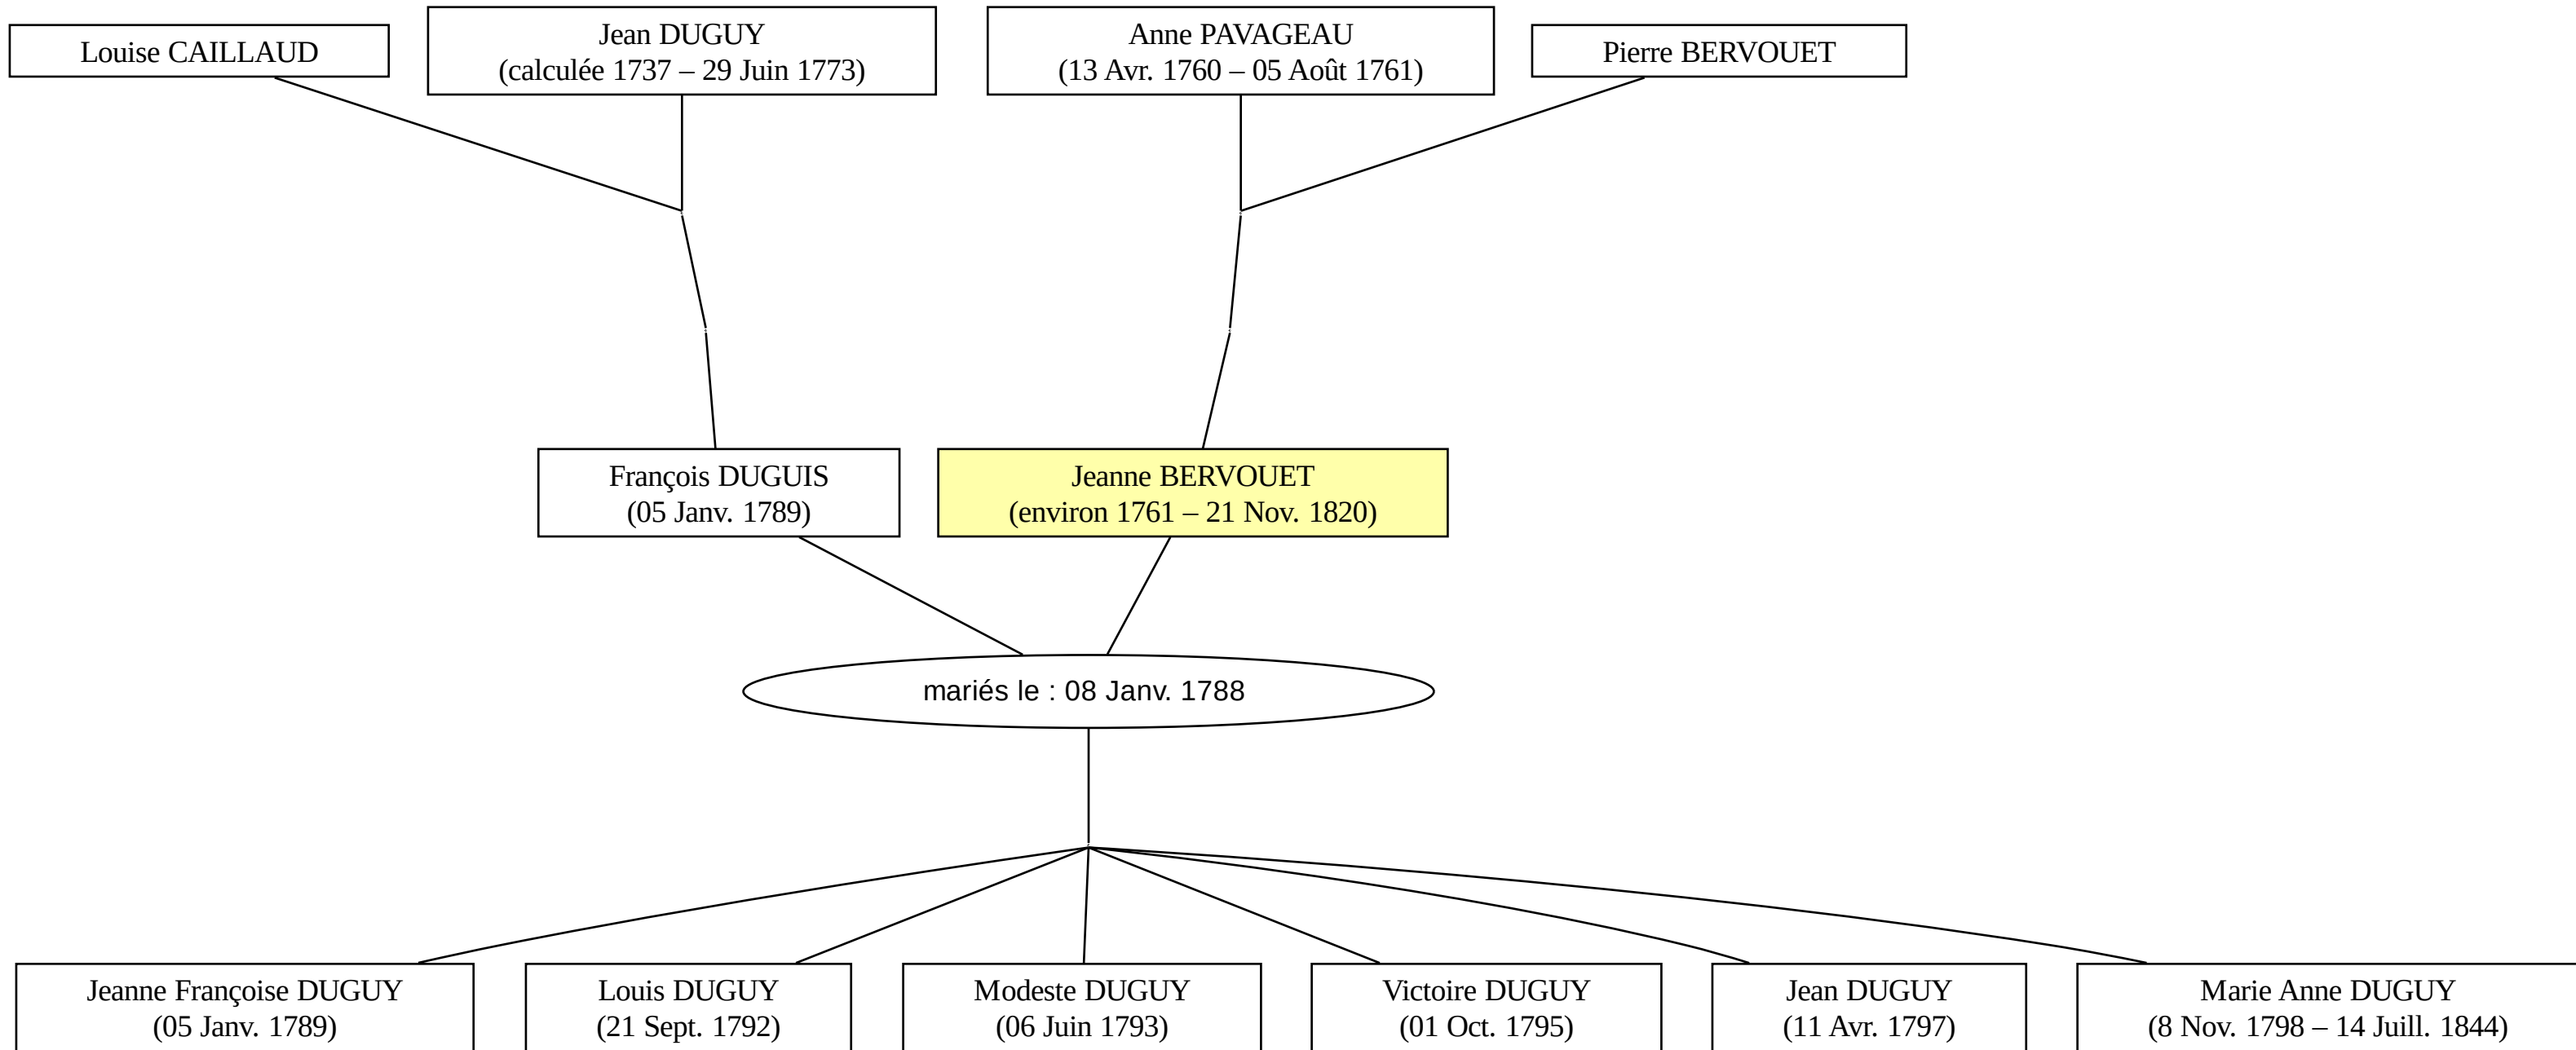 Louise CAILLAUD
Jean DUGUY
(calculée 1737 – 29 Juin 1773)
Anne PAVAGEAU
(13 Avr. 1760 – 05 Août 1761)
Pierre BERVOUET
François DUGUIS
(05 Janv. 1789)
Jeanne BERVOUET
(environ 1761 – 21 Nov. 1820)
mariés le : 08 Janv. 1788
Jeanne Françoise DUGUY
(05 Janv. 1789)
Louis DUGUY
(21 Sept. 1792)
Modeste DUGUY
(06 Juin 1793)
Victoire DUGUY
(01 Oct. 1795)
Jean DUGUY
(11 Avr. 1797)
Marie Anne DUGUY
(8 Nov. 1798 – 14 Juill. 1844)